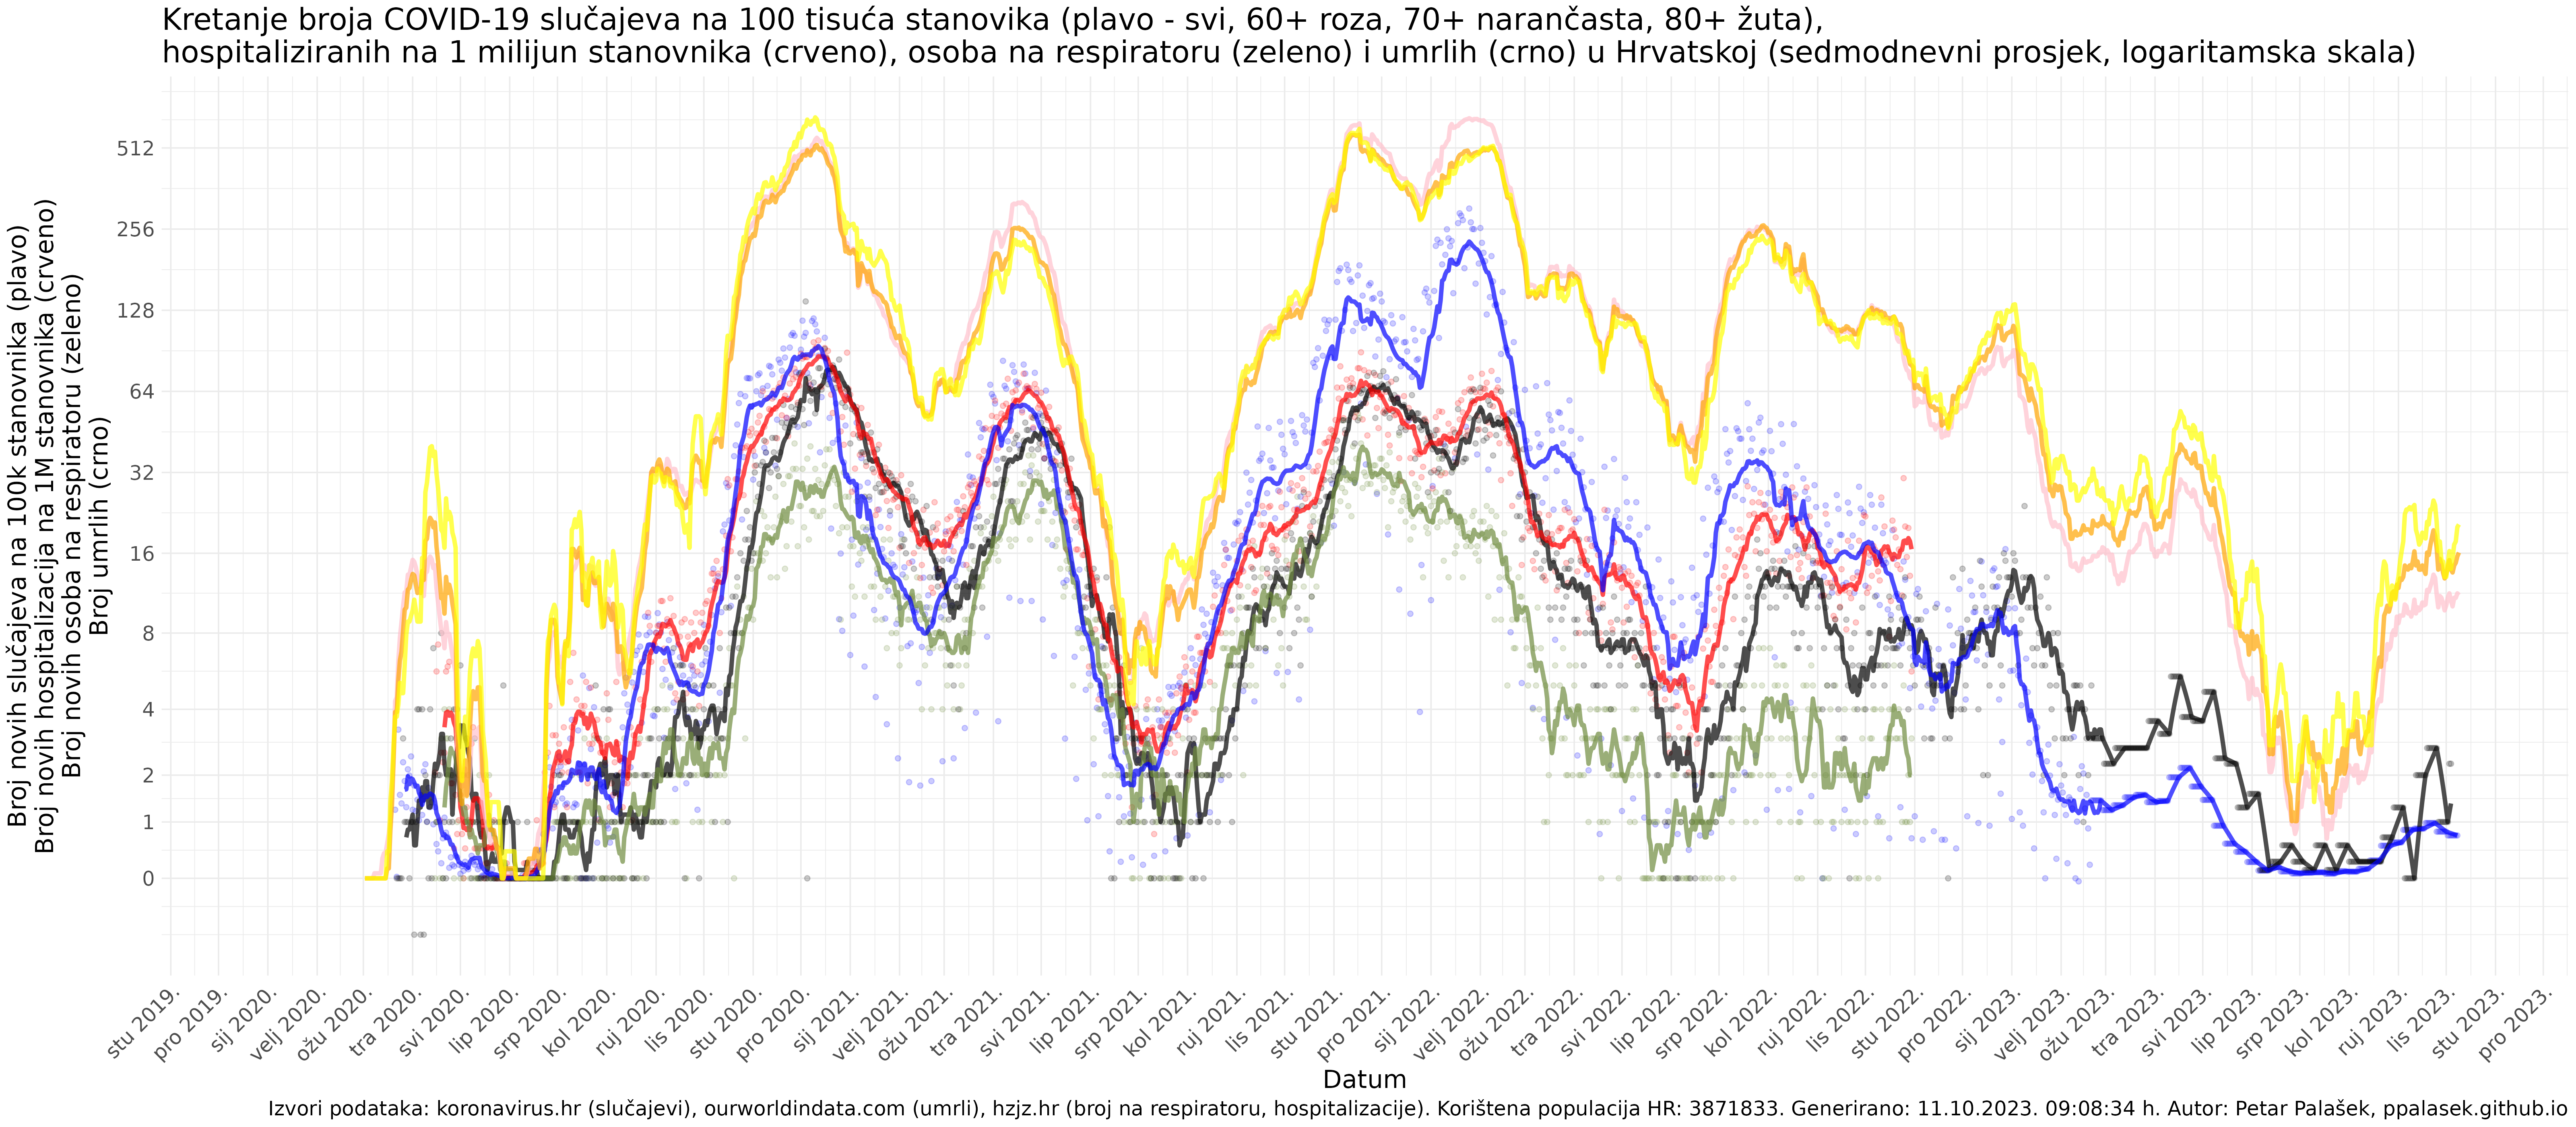 Kretanje broja COVID-19 slučajeva na 100 tisuća stanovika (plavo - svi, 60+ roza, 70+ narančasta, 80+ žuta),
hospitaliziranih na 1 milijun stanovnika (crveno), osoba na respiratoru (zeleno) i umrlih (crno) u Hrvatskoj (sedmodnevni prosjek, logaritamska skala)
Broj novih slučajeva na 100k stanovnika (plavo)
Broj novih hospitalizacija na 1M stanovnika (crveno)
Broj novih osoba na respiratoru (zeleno)
Broj umrlih (crno)
512
256
128
64
32
16
8
4
2
1
0
stu 2019.
pro 2019.
sij 2020.
velj 2020.
ožu 2020.
tra 2020.
svi 2020.
lip 2020.
srp 2020.
kol 2020.
ruj 2020.
lis 2020.
stu 2020.
pro 2020.
sij 2021.
velj 2021.
ožu 2021.
tra 2021.
svi 2021.
lip 2021.
srp 2021.
kol 2021.
ruj 2021.
lis 2021.
stu 2021.
pro 2021.
sij 2022.
velj 2022.
ožu 2022.
tra 2022.
svi 2022.
lip 2022.
srp 2022.
kol 2022.
ruj 2022.
lis 2022.
stu 2022.
pro 2022.
sij 2023.
velj 2023.
ožu 2023.
tra 2023.
svi 2023.
lip 2023.
srp 2023.
kol 2023.
ruj 2023.
lis 2023.
stu 2023.
pro 2023.
Datum
Izvori podataka: koronavirus.hr (slučajevi), ourworldindata.com (umrli), hzjz.hr (broj na respiratoru, hospitalizacije). Korištena populacija HR: 3871833. Generirano: 11.10.2023. 09:08:34 h. Autor: Petar Palašek, ppalasek.github.io